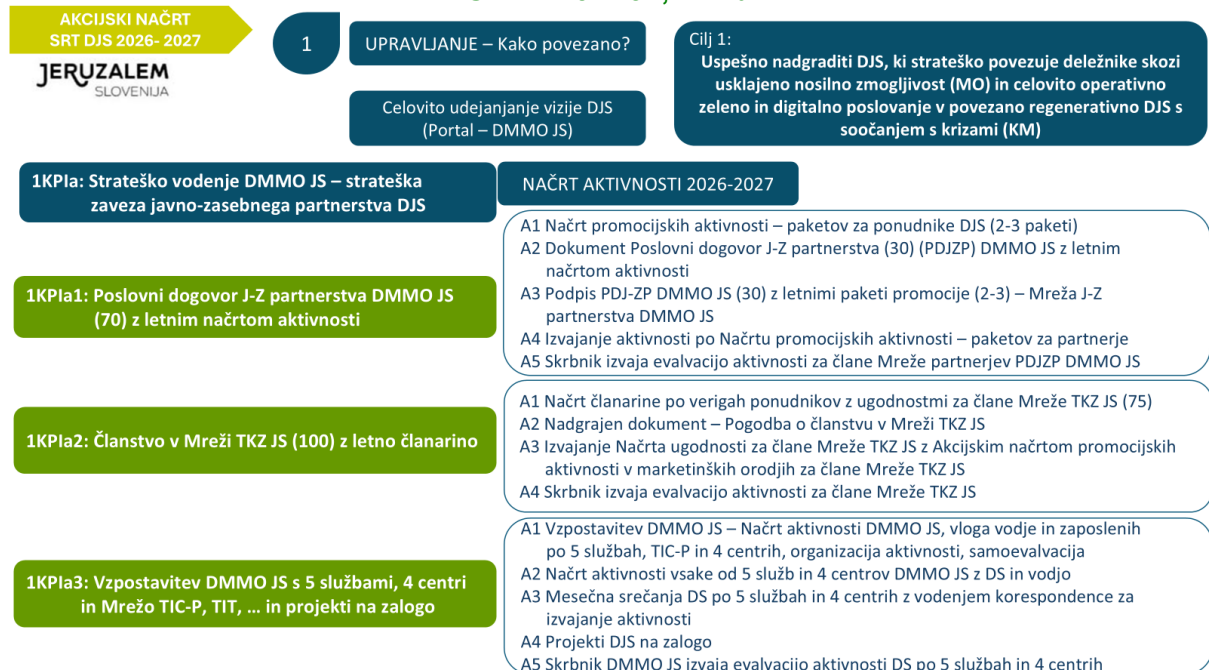 AKCIJSKI NAČRT
SRT DJS 2026- 2027
JERUZALEM
SLOVENIJA
1
UPRAVLJANJE – Kako povezano?
Celovito udejanjanje vizije DJS
(Portal – DMMO JS)
Cilj 1:
Uspešno nadgraditi DJS, ki strateško povezuje deležnike skozi
usklajeno nosilno zmogljivost (MO) in celovito operativno
zeleno in digitalno poslovanje v povezano regenerativno DJS s
soočanjem s krizami (KM)
1KPIa: Strateško vodenje DMMO JS – strateška
zaveza javno-zasebnega partnerstva DJS
NAČRT AKTIVNOSTI 2026-2027
1KPIa1: Poslovni dogovor J-Z partnerstva DMMO JS
(70) z letnim načrtom aktivnosti
A1 Načrt promocijskih aktivnosti – paketov za ponudnike DJS (2-3 paketi)
A2 Dokument Poslovni dogovor J-Z partnerstva (30) (PDJZP) DMMO JS z letnim
načrtom aktivnosti
A3 Podpis PDJ-ZP DMMO JS (30) z letnimi paketi promocije (2-3) – Mreža J-Z
partnerstva DMMO JS
A4 Izvajanje aktivnosti po Načrtu promocijskih aktivnosti – paketov za partnerje
A5 Skrbnik izvaja evalvacijo aktivnosti za člane Mreže partnerjev PDJZP DMMO JS
1KPIa2: Članstvo v Mreži TKZ JS (100) z letno članarino
A1 Načrt članarine po verigah ponudnikov z ugodnostmi za člane Mreže TKZ JS (75)
A2 Nadgrajen dokument – Pogodba o članstvu v Mreži TKZ JS
A3 Izvajanje Načrta ugodnosti za člane Mreže TKZ JS z Akcijskim načrtom promocijskih
aktivnosti v marketinških orodjih za člane Mreže TKZ JS
A4 Skrbnik izvaja evalvacijo aktivnosti za člane Mreže TKZ JS
1KPIa3: Vzpostavitev DMMO JS s 5 službami, 4 centri
in Mrežo TIC-P, TIT, … in projekti na zalogo
A1 Vzpostavitev DMMO JS – Načrt aktivnosti DMMO JS, vloga vodje in zaposlenih
po 5 službah, TIC-P in 4 centrih, organizacija aktivnosti, samoevalvacija
A2 Načrt aktivnosti vsake od 5 služb in 4 centrov DMMO JS z DS in vodjo
A3 Mesečna srečanja DS po 5 službah in 4 centrih z vodenjem korespondence za
izvajanje aktivnosti
A4 Projekti DJS na zalogo
A5 Skrbnik DMMO JS izvaja evalvacijo aktivnosti DS po 5 službah in 4 centrih